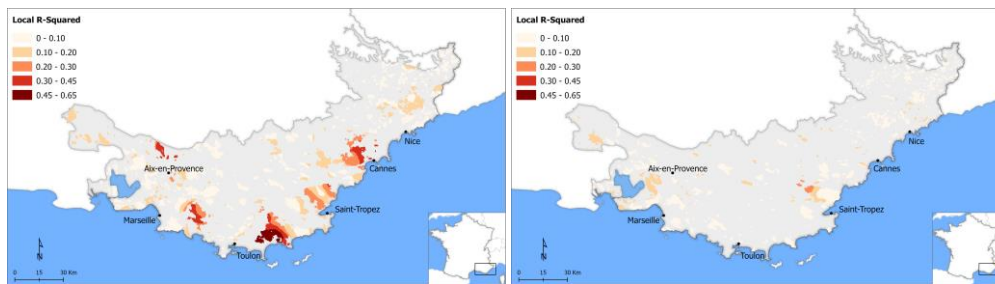 Local R-Squared
0 - 0.10
0.10 - 0.20
0.20 - 0.30
0.30 - 0.45
0.45 - 0.65
Nice
Cannes
Aix-en-Provence
Saint-Tropez
Marseille
Toulon
N
0 15 30 Km
Local R-Squared
0 - 0.10
0.10 - 0.20
0.20 - 0.30
0.30 - 0.45
0.45 - 0.65
Nice
Cannes
Aix-en-Provence
Saint-Tropez
Marseille
Toulon
N
0 15 30 Km